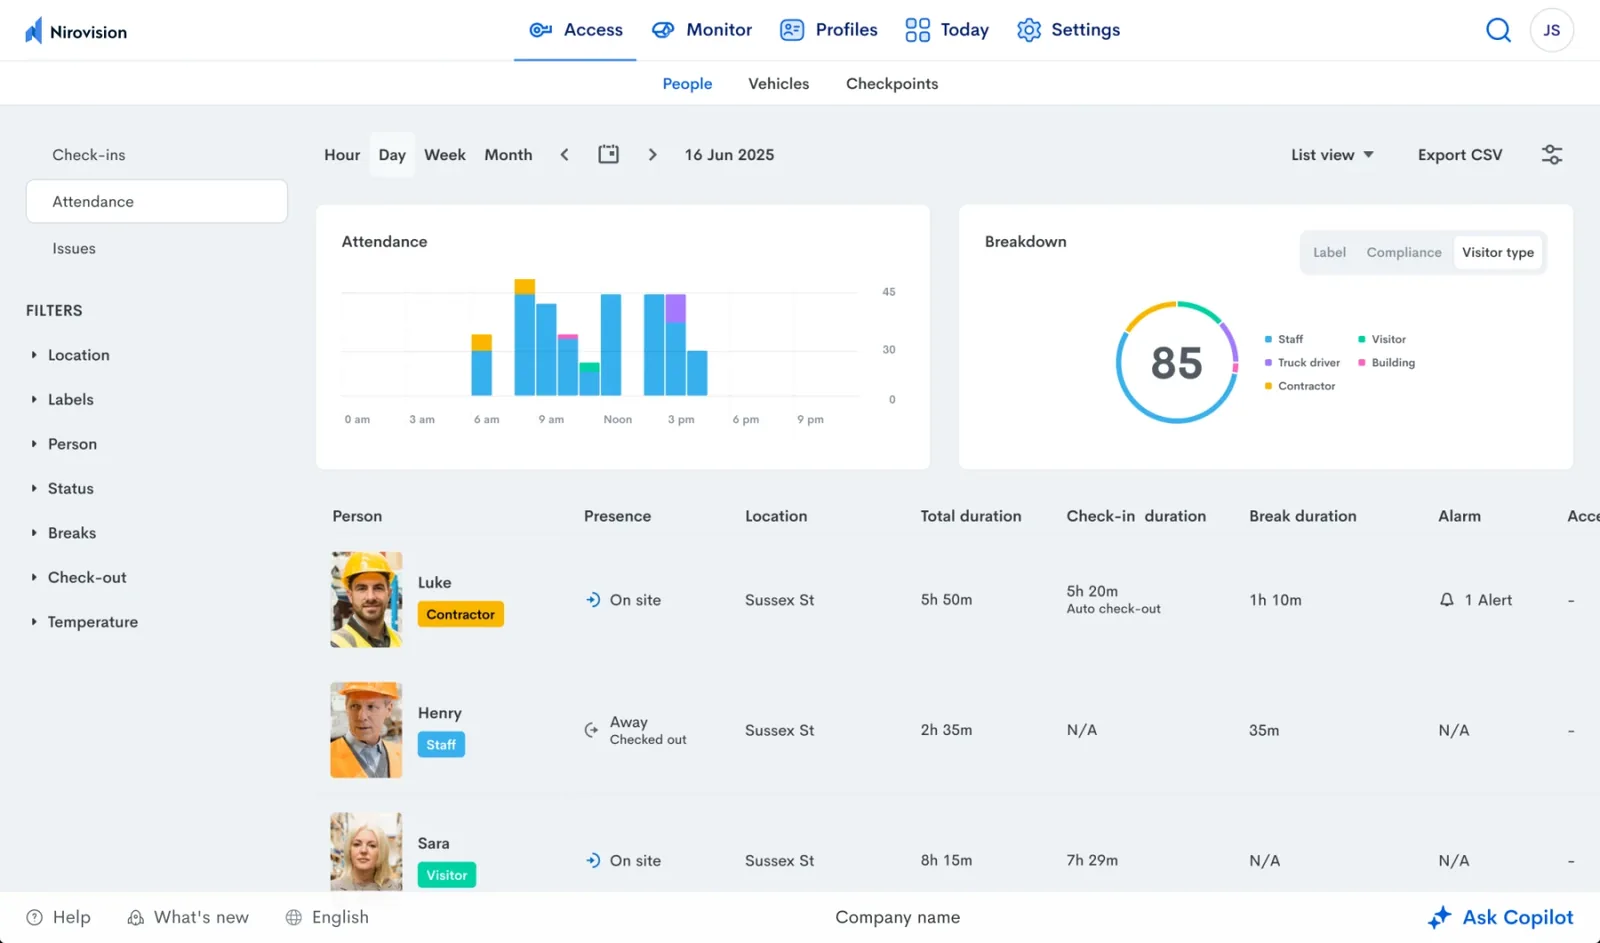 Nirovision
Access
Monitor
Profiles
Today
Settings
JS
People
Vehicles
Checkpoints
Check-ins
Attendance
Issues
FILTERS
Location
Labels
Person
Status
Breaks
Check-out
Temperature
Hour
Day
Week
Month
16 Jun 2025
List view
Export CSV
Attendance
45
30
0
0 am
3 am
6 am
9 am
Noon
3 pm
6 pm
9 pm
Breakdown
Label
Compliance
Visitor type
85
Staff
Visitor
Truck driver
Building
Contractor
Person
Presence
Location
Total duration
Check-in duration
Break duration
Alarm
Acce
Luke
Contractor
On site
Sussex St
5h 50m
5h 20m
Auto check-out
1h 10m
1 Alert
-
Henry
Staff
Away
Checked out
Sussex St
2h 35m
N/A
35m
N/A
-
Sara
Visitor
On site
Sussex St
8h 15m
7h 29m
N/A
N/A
-
Help
What's new
English
Company name
Ask Copilot